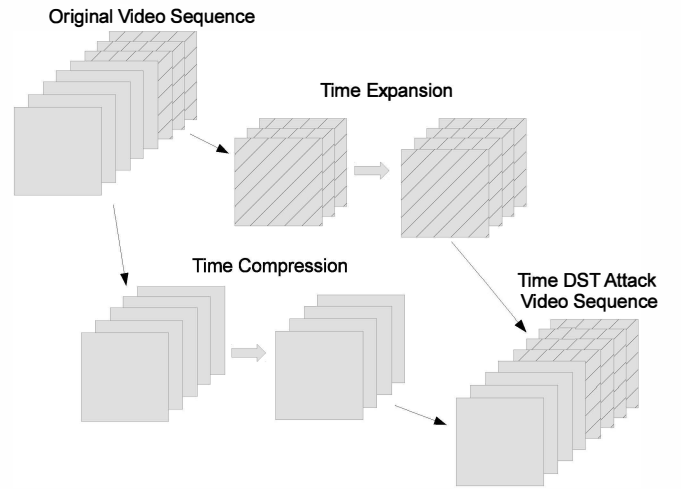 Original Video Sequence
Time Expansion
Time Compression
Time DST Attack
Video Sequence